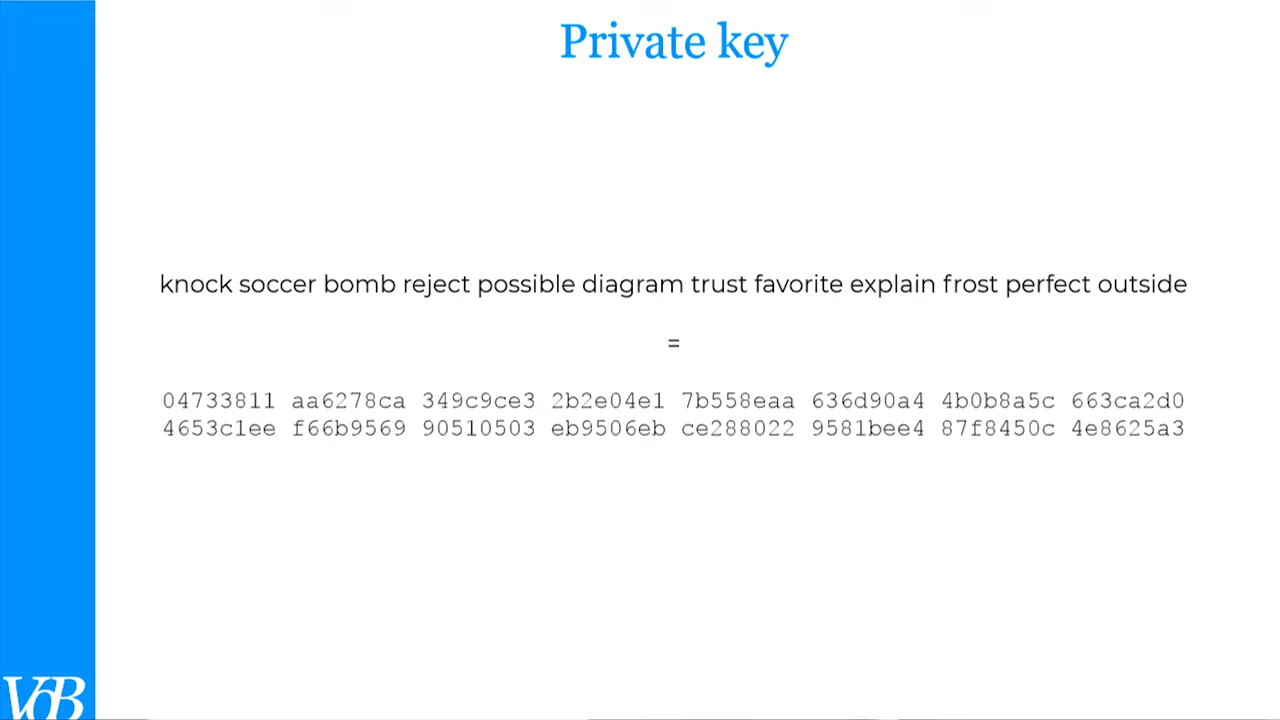 Private key
knock soccer bomb reject possible diagram trust favorite explain frost perfect outside
=
04733811 aa6278ca 349c9ce3 2b2e04e1 7b558eaa 636d90a4 4b0b8a5c 663ca2d0
4653c1ee f66b9569 90510503 eb9506eb ce288022 9581bee4 87f8450c 4e8625a3
VoB